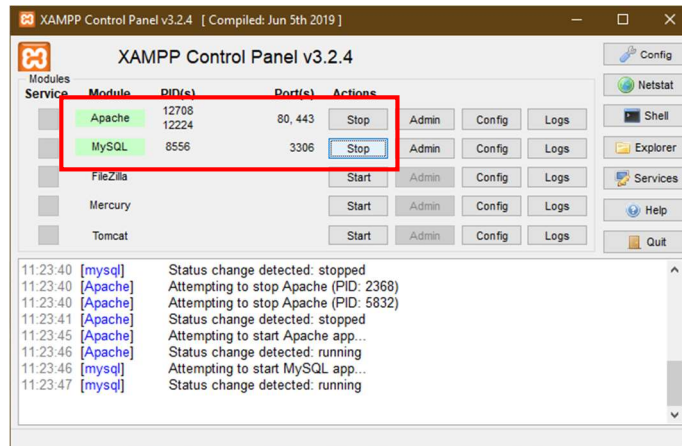 XAMPP Control Panel v3.2.4 [ Compiled: Jun 5th 2019 ]
XAMPP Control Panel v3.2.4
Config
Modules
Service Module PID(s) Port(s) Actions
Netstat
Apache 12708 12224 80, 443 Stop Admin Config Logs
Shell
MySQL 8556 3306 Stop Admin Config Logs
Explorer
FileZilla Start Admin Config Logs
Services
Mercury Start Admin Config Logs
Help
Tomcat Start Admin Config Logs
Quit
11:23:40 [mysql] Status change detected: stopped
11:23:40 [Apache] Attempting to stop Apache (PID: 2368)
11:23:40 [Apache] Attempting to stop Apache (PID: 5832)
11:23:41 [Apache] Status change detected: stopped
11:23:45 [Apache] Attempting to start Apache app...
11:23:46 [Apache] Status change detected: running
11:23:46 [mysql] Attempting to start MySQL app...
11:23:47 [mysql] Status change detected: running